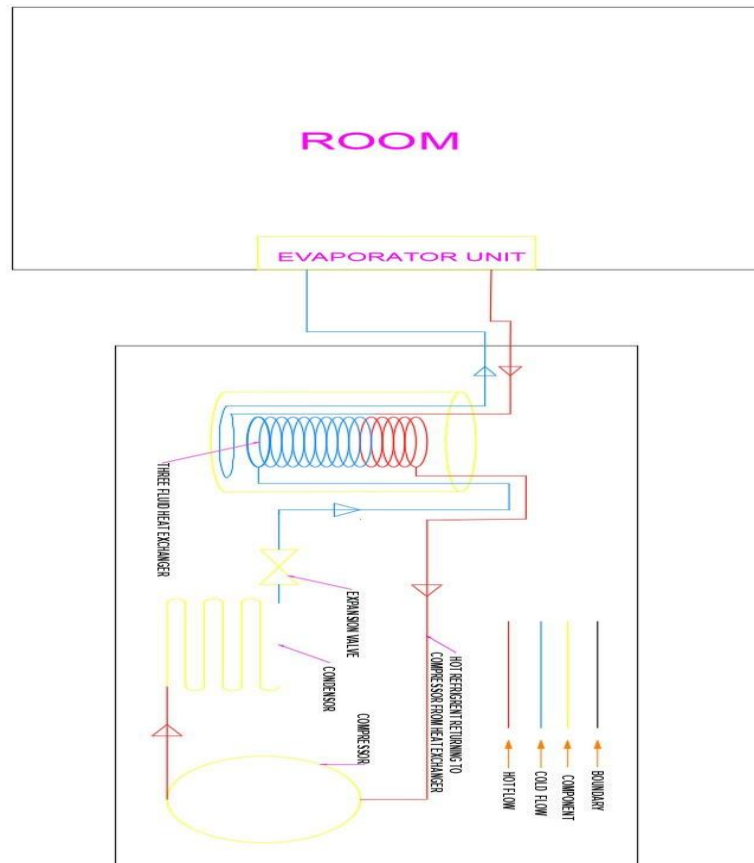 ROOM
EVAPORATOR UNIT
THREE FLUID HEAT EXCHANGER
EXPANSION VALVE
CONDENSOR
COMPRESSOR
HOT REFRIGRENT RETURNING TO
COMPRESSOR FROM HEAT EXCHANGER
BOUNDARY
COMPONENT
COLD FLOW
HOT FLOW